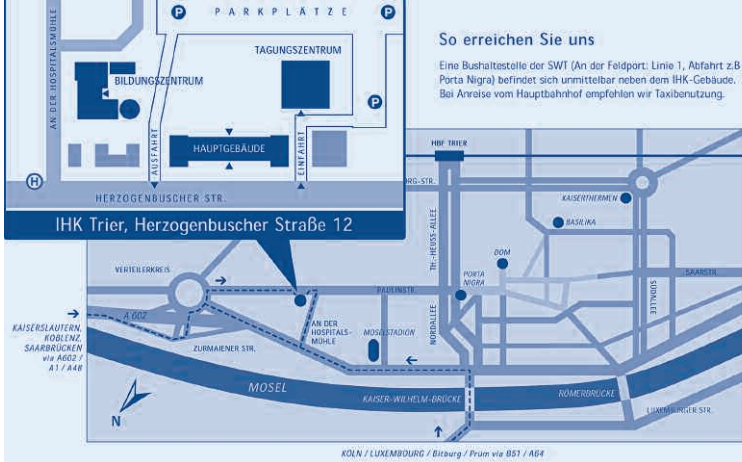 P PARKPLÄTZE P
AN DER HOSPITALSMÜHLE
BILDUNGSZENTRUM
TAGUNGSZENTRUM
P
AUSFAHRT
HAUPTGEBÄUDE
EINFAHRT
H
HERZOGENBUSCHER STR.
IHK Trier, Herzogenbuscher Straße 12
So erreichen Sie uns
Eine Bushaltestelle der SWT (An der Feldport: Linie 1, Abfahrt z.B
Porta Nigra) befindet sich unmittelbar neben dem IHK-Gebäude.
Bei Anreise vom Hauptbahnhof empfehlen wir Taxibenutzung.
HBF TRIER
ORG-STR.
KAISERTHERMEN
BASILIKA
TH.-HEUSS-ALLEE
DOM
PORTA
NIGRA
SAARSTR.
SÜDALLEE
VERTEILERKREIS
PAULINSTR.
NORDALLEE
A 602
AN DER
HOSPITALS-
MÜHLE
MOSELSTADION
ZURMAIENER STR.
KAISERSLAUTERN,
KOBLENZ,
SAARBRÜCKEN
via A602 /
A1 / A48
MOSEL
KAISER-WILHELM-BRÜCKE
RÖMERBRÜCKE
LUXEMBURGER STR.
N
KÖLN / LUXEMBOURG / Bitburg / Prüm via B51 / A64